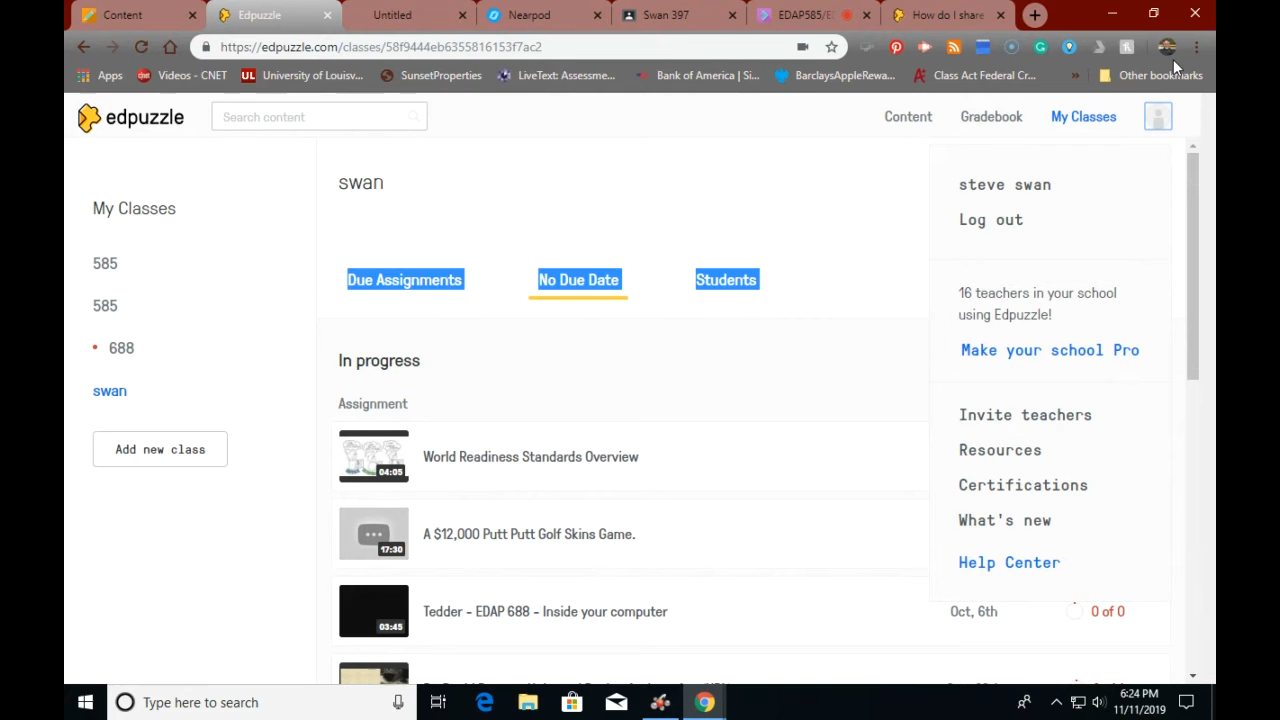 Content
Edpuzzle
Untitled
Nearpod
Swan 397
EDAP585/E
How do I share
https://edpuzzle.com/classes/58f9444eb6355816153f7ac2
Apps
Videos - CNET
University of Louisv...
SunsetProperties
LiveText: Assessme...
Bank of America | Si...
BarclaysAppleRewa...
Class Act Federal Cr...
»
Other bookmarks
edpuzzle
Search content
Content
Gradebook
My Classes
My Classes
585
585
688
swan
Add new class
swan
Due Assignments
No Due Date
Students
In progress
Assignment
04:05
World Readiness Standards Overview
17:30
A $12,000 Putt Putt Golf Skins Game.
03:45
Tedder - EDAP 688 - Inside your computer
Oct, 6th
0 of 0
steve swan
Log out
16 teachers in your school
using Edpuzzle!
Make your school Pro
Invite teachers
Resources
Certifications
What's new
Help Center
Type here to search
6:24 PM
11/11/2019